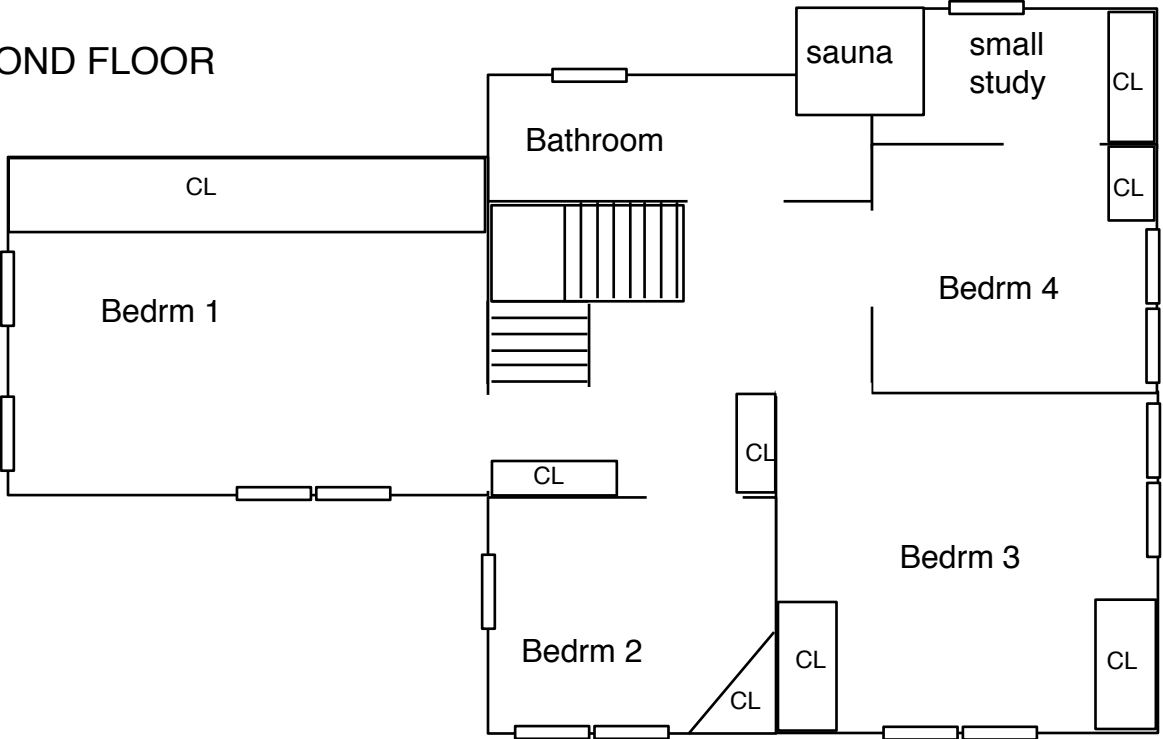 OND FLOOR
sauna
small
study
CL
Bathroom
CL
CL
Bedrm 1
Bedrm 4
CL
CL
Bedrm 3
Bedrm 2
CL
CL
CL